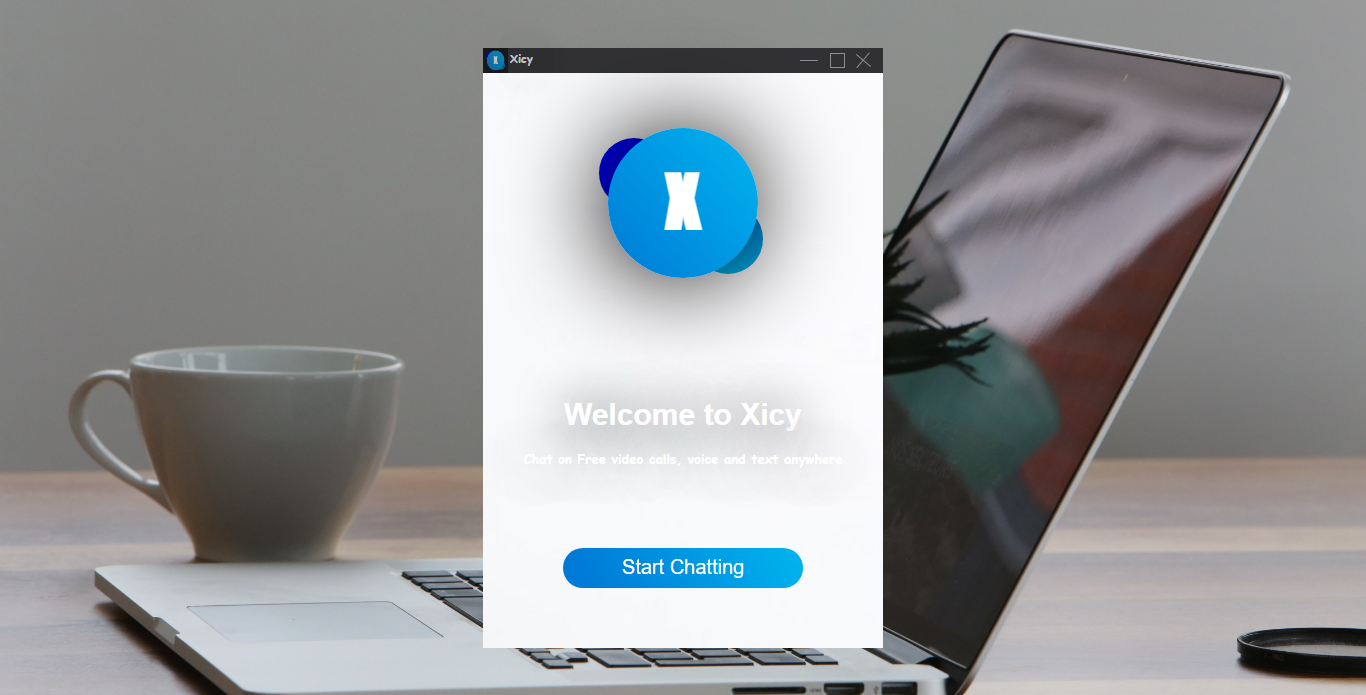 X Xicy
X
Welcome to Xicy
Chat on Free video calls, voice and text anywhere
Start Chatting